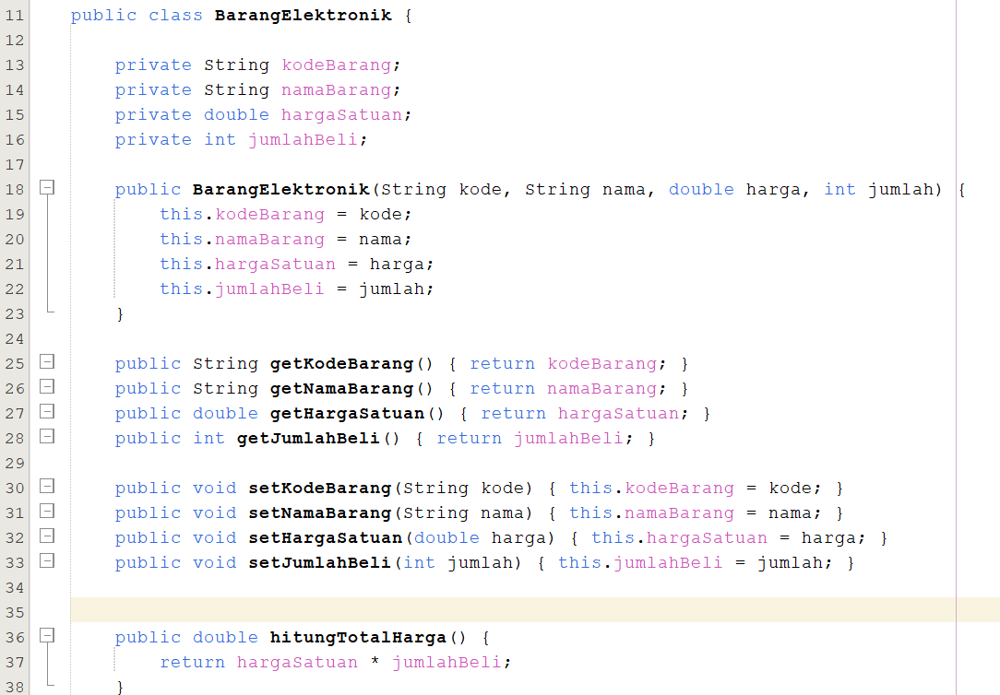 11 public class BarangElektronik {
12
13 private String kodeBarang;
14 private String namaBarang;
15 private double hargaSatuan;
16 private int jumlahBeli;
17
18 public BarangElektronik(String kode, String nama, double harga, int jumlah) {
19 this.kodeBarang = kode;
20 this.namaBarang = nama;
21 this.hargaSatuan = harga;
22 this.jumlahBeli = jumlah;
23 }
24
25 public String getKodeBarang() { return kodeBarang; }
26 public String getNamaBarang() { return namaBarang; }
27 public double getHargaSatuan() { return hargaSatuan; }
28 public int getJumlahBeli() { return jumlahBeli; }
29
30 public void setKodeBarang(String kode) { this.kodeBarang = kode; }
31 public void setNamaBarang(String nama) { this.namaBarang = nama; }
32 public void setHargaSatuan(double harga) { this.hargaSatuan = harga; }
33 public void setJumlahBeli(int jumlah) { this.jumlahBeli = jumlah; }
34
35
36 public double hitungTotalHarga() {
37 return hargaSatuan * jumlahBeli;
38 }